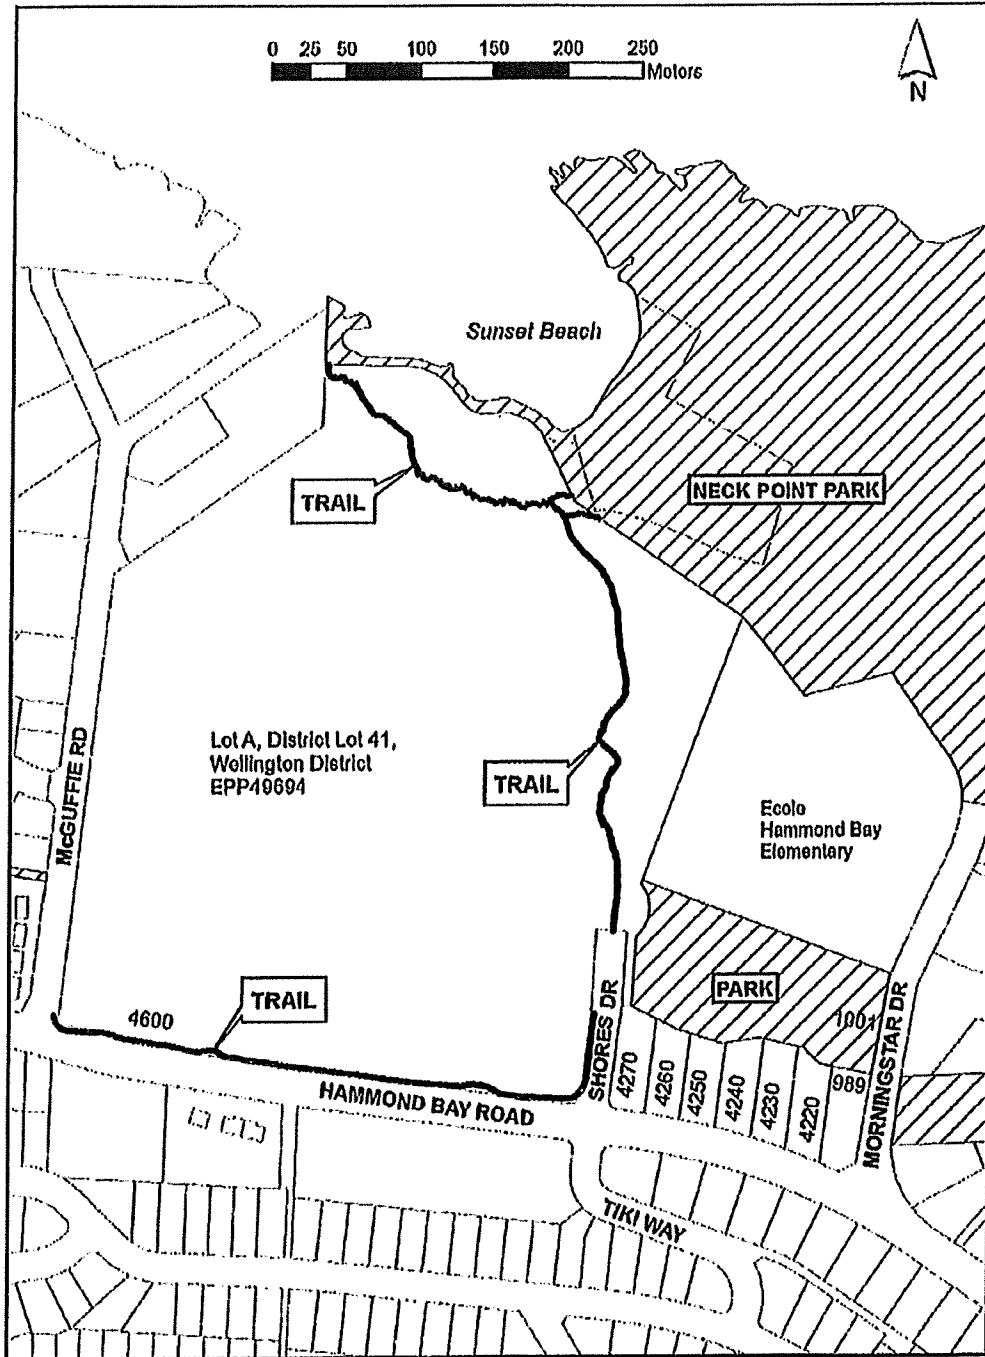 0 25 50 100 150 200 250
Motors
N
Sunset Beach
TRAIL
NECK POINT PARK
Lot A, District Lot 41,
Wellington District
EPP49694
McGUFFIE RD
TRAIL
Ecole
Hammond Bay
Elementary
TRAIL
PARK
4600
1001
SHORES DR
HAMMOND BAY ROAD
4270
4260
4250
4240
4230
4220
989
MORNINGSTAR DR
TIKI WAY